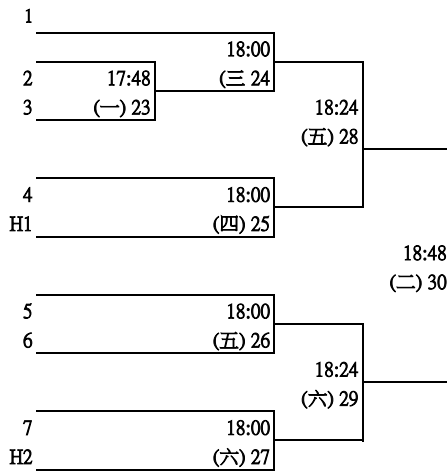 1
18:00
2 17:48 (三 24
3 (一) 23
18:24
(五) 28
4 18:00
H1 (四) 25
18:48
(二) 30
5 18:00
6 (五) 26
18:24
(六) 29
7 18:00
H2 (六) 27